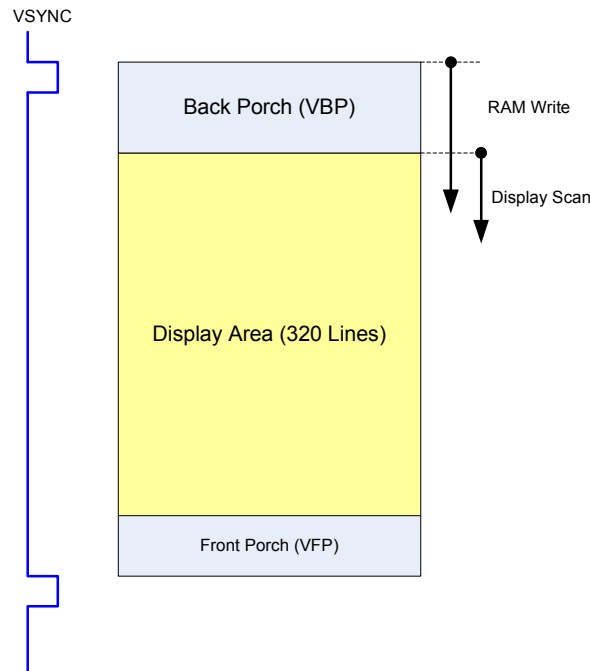 VSYNC
Back Porch (VBP)
RAM Write
Display Scan
Display Area (320 Lines)
Front Porch (VFP)